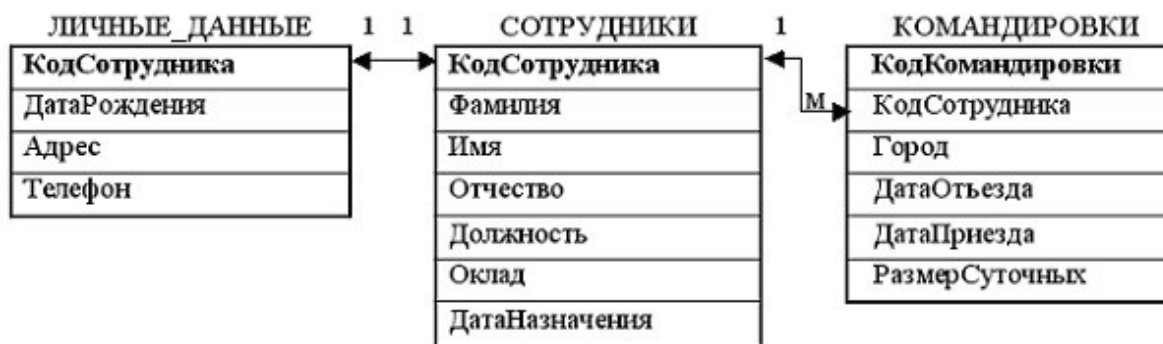 ЛИЧНЫЕ_ДАННЫЕ
КодСотрудника
ДатаРождения
Адрес
Телефон
1 1
СОТРУДНИКИ
КодСотрудника
Фамилия
Имя
Отчество
Должность
Оклад
ДатаНазначения
1
М
КОМАНДИРОВКИ
КодКомандировки
КодСотрудника
Город
ДатаОтъезда
ДатаПриезда
РазмерСуточных